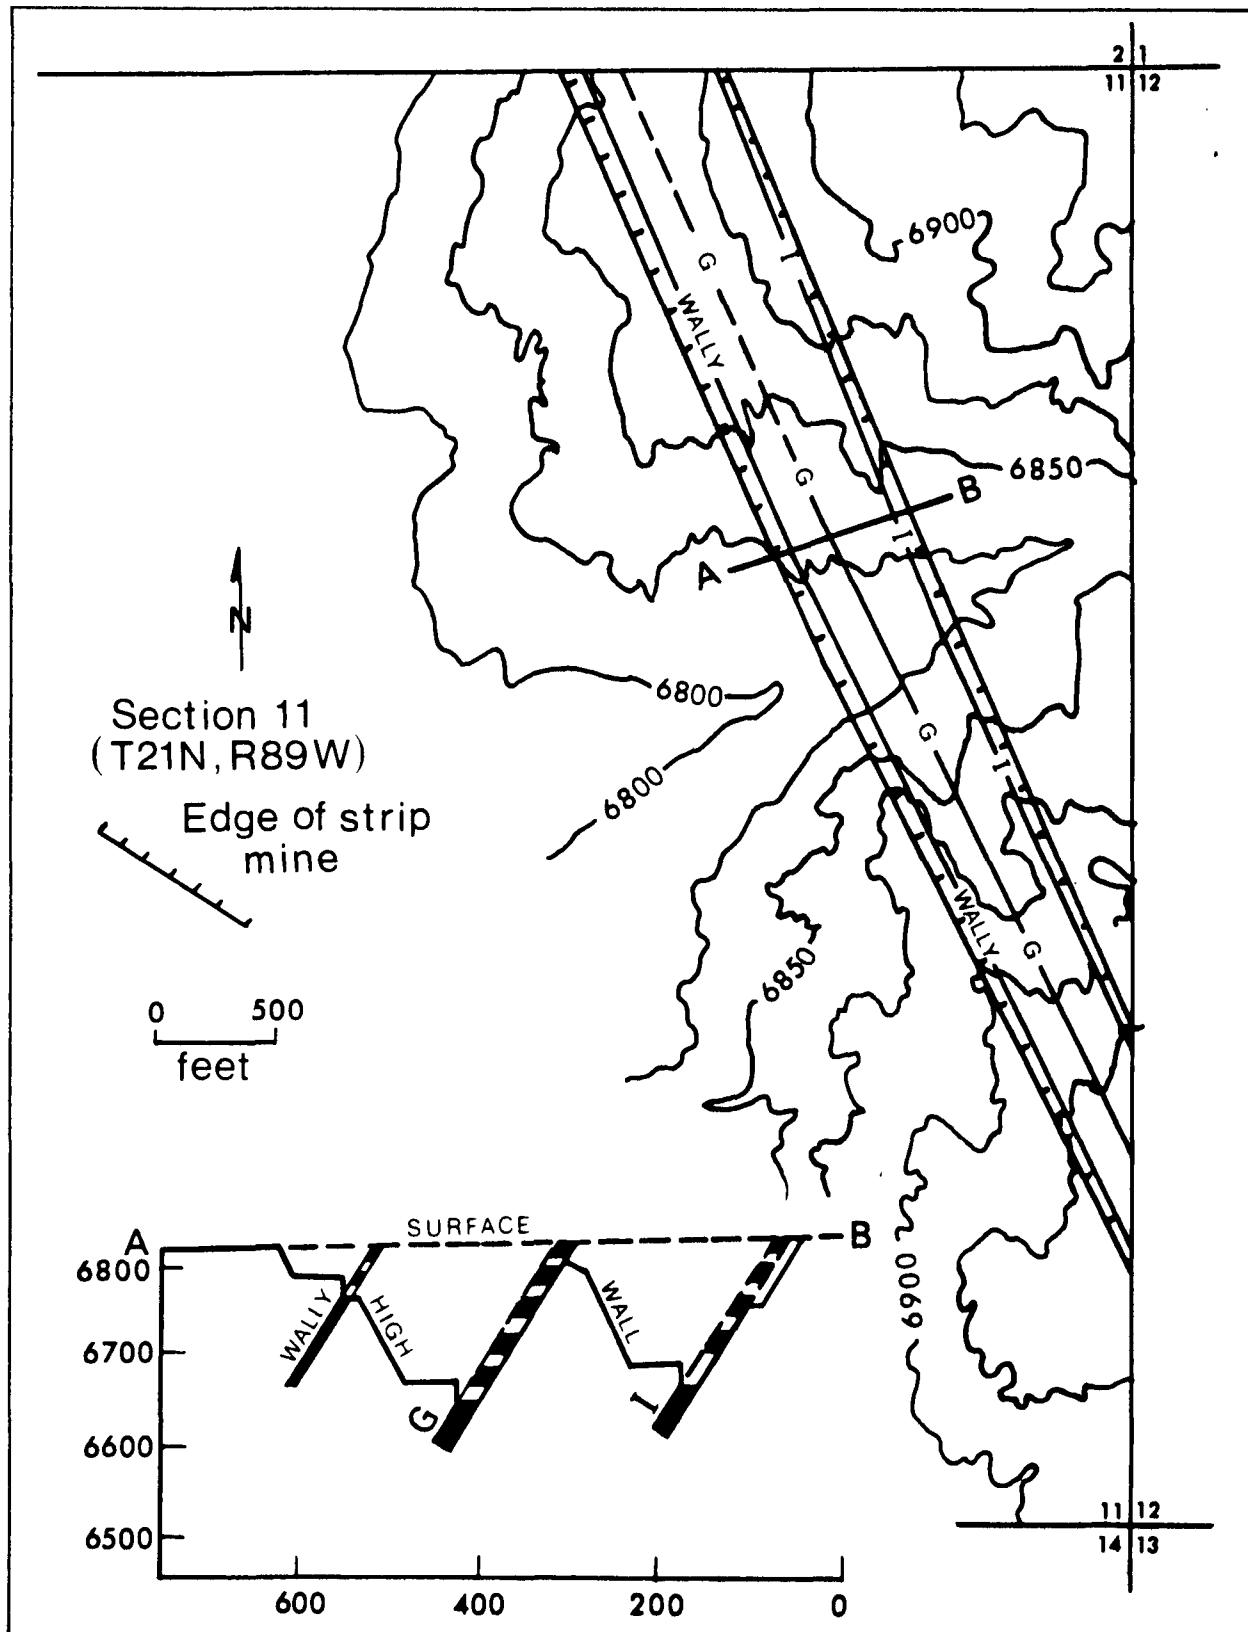 2 1
11 12
6900
G
I
WALLY
6850
G
B
I
A
N
6800
Section 11
(T21N, R89W)
G
I
6800
Edge of strip
mine
WALLY
G
6850
0 500
feet
SURFACE
A
B
6800
WALLY
HIGH
WALL
6900
6700
G
I
6600
6500
11 12
14 13
600 400 200 0